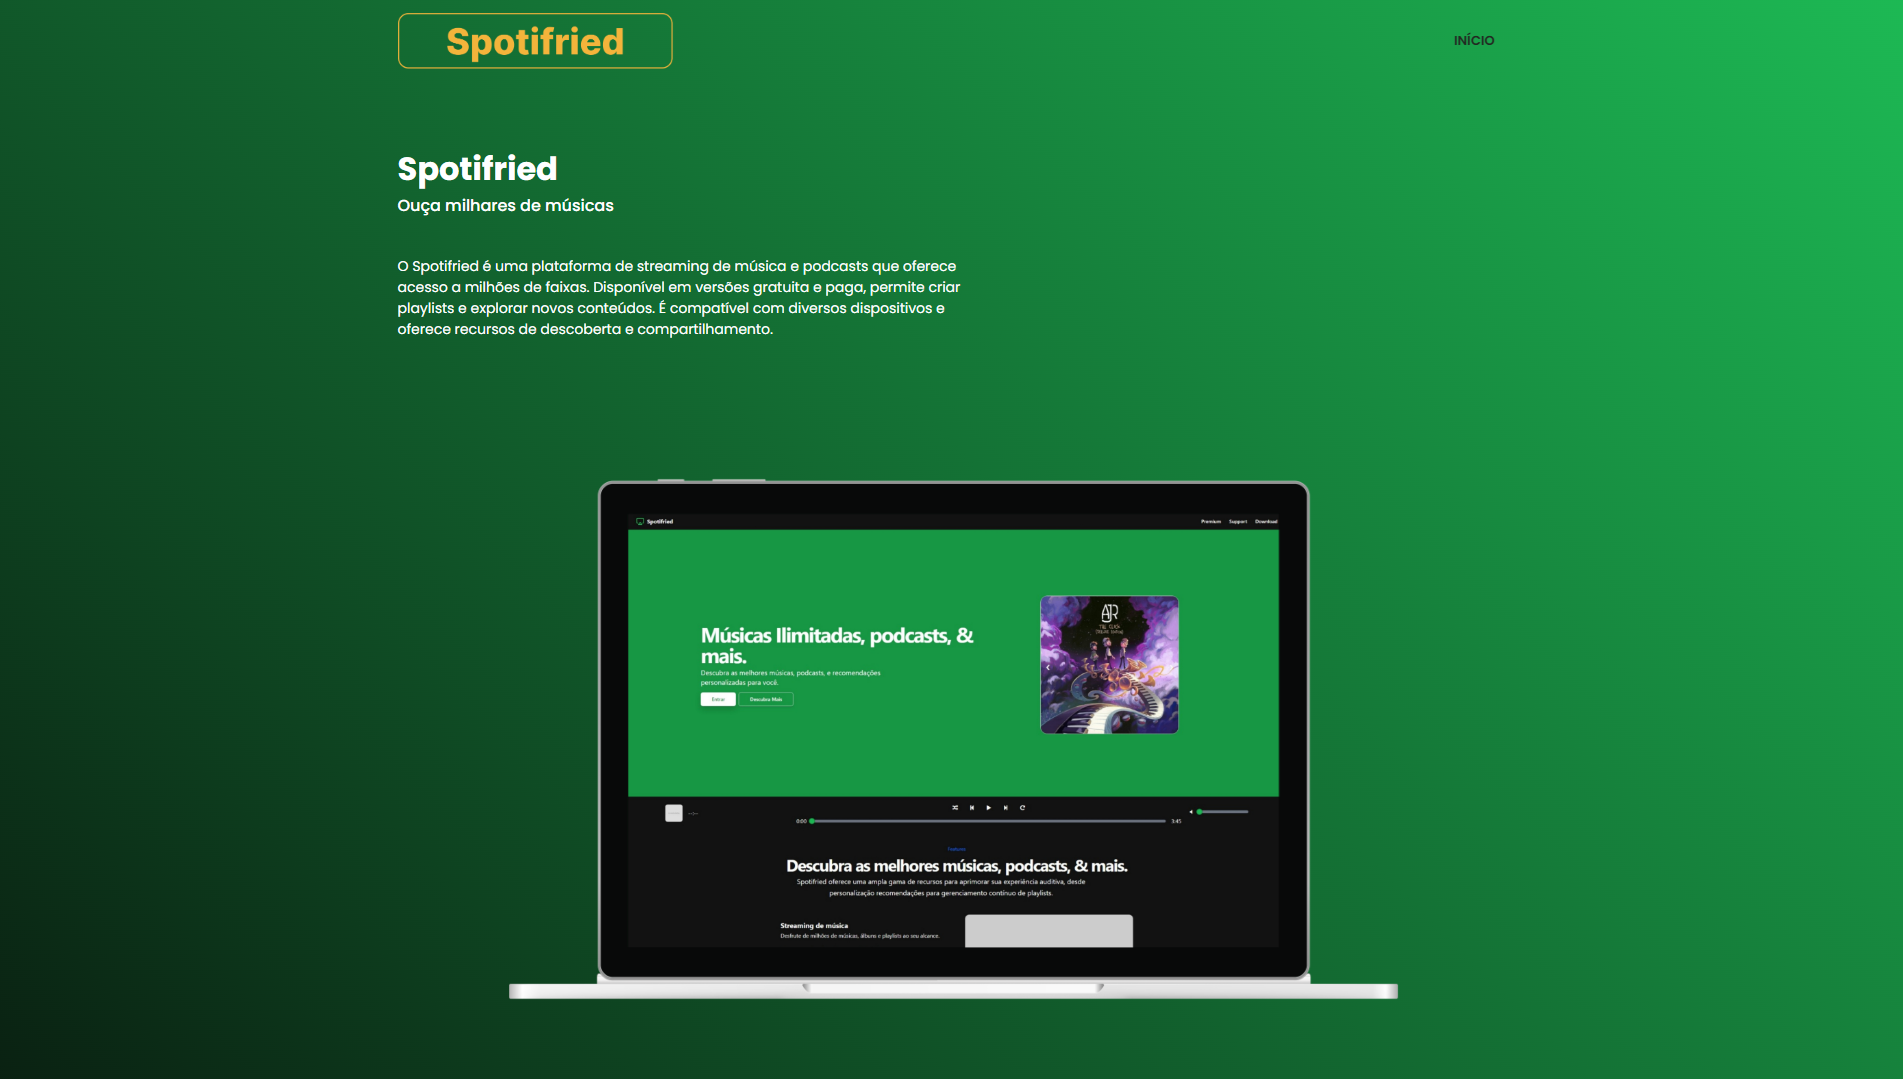 Spotifried
INÍCIO
Spotifried
Ouça milhares de músicas
O Spotifried é uma plataforma de streaming de música e podcasts que oferece
acesso a milhões de faixas. Disponível em versões gratuita e paga, permite criar
playlists e explorar novos conteúdos. É compatível com diversos dispositivos e
oferece recursos de descoberta e compartilhamento.
Spotifried
Premium Support Download
Músicas Ilimitadas, podcasts, &
mais.
Descubra as melhores músicas, podcasts, e recomendações
personalizadas para você.
Entrar Descubra Mais
AJR
0:00 3:45
Features
Descubra as melhores músicas, podcasts, & mais.
Spotifried oferece uma ampla gama de recursos para aprimorar sua experiência auditiva, desde
personalização recomendações para gerenciamento contínuo de playlists.
Streaming de música
Desfrute de milhões de músicas, álbuns e playlists ao seu alcance.